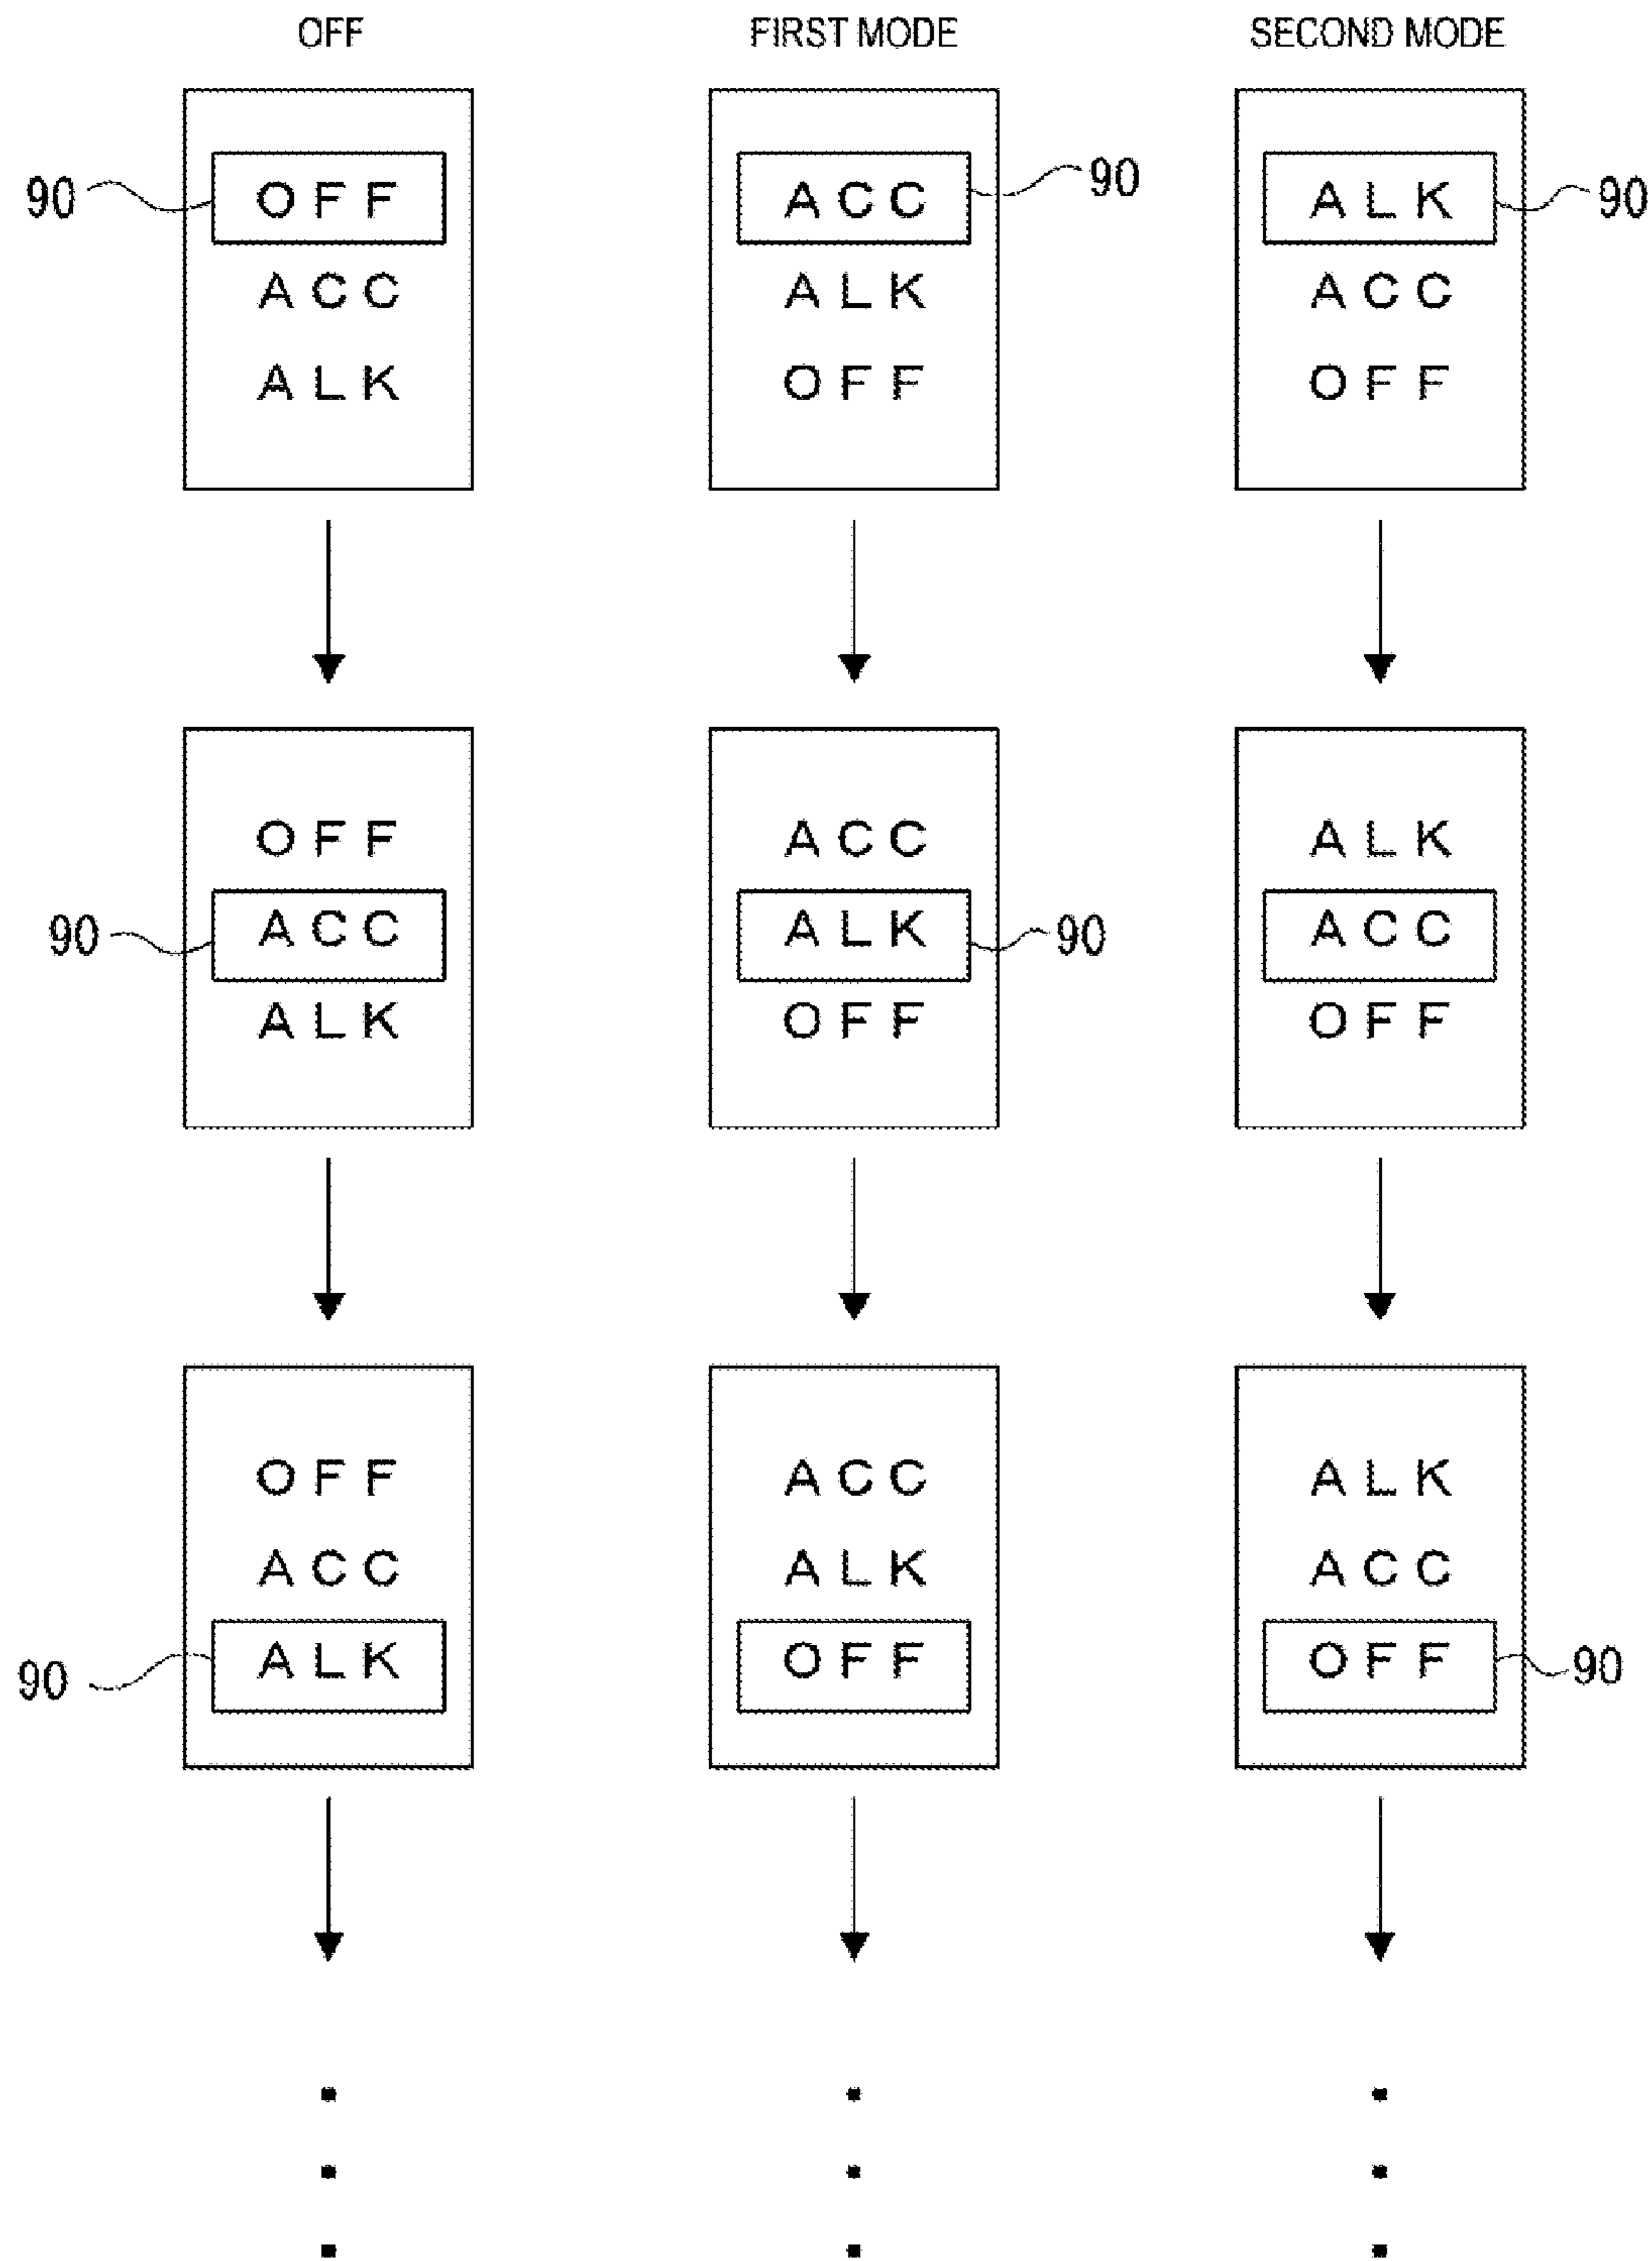 OFF FIRST MODE SECOND MODE
90 OFF ACC 90 ALK 90
ACC ALK ACC
ALK OFF OFF
OFF ACC ALK
90 ACC ALK 90 ACC
ALK OFF OFF
OFF ACC ALK
ACC ALK ACC
90 ALK OFF OFF 90